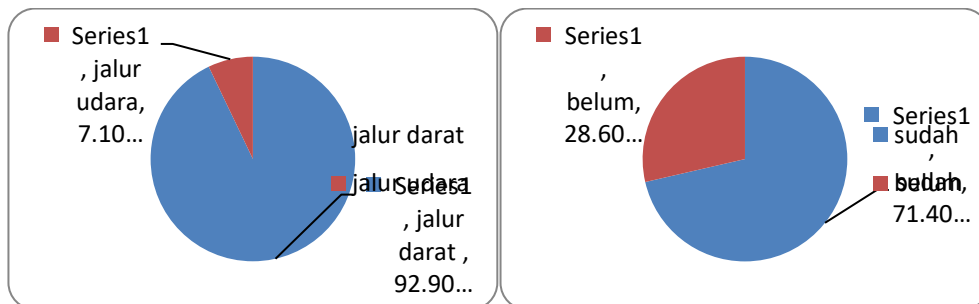 Series1
, jalur
udara,
7.10…
jalur darat
jalur udara
Series1
, jalur
darat ,
92.90…
Series1
,
belum,
28.60…
Series1
sudah
,
belum
sudah,
71.40…